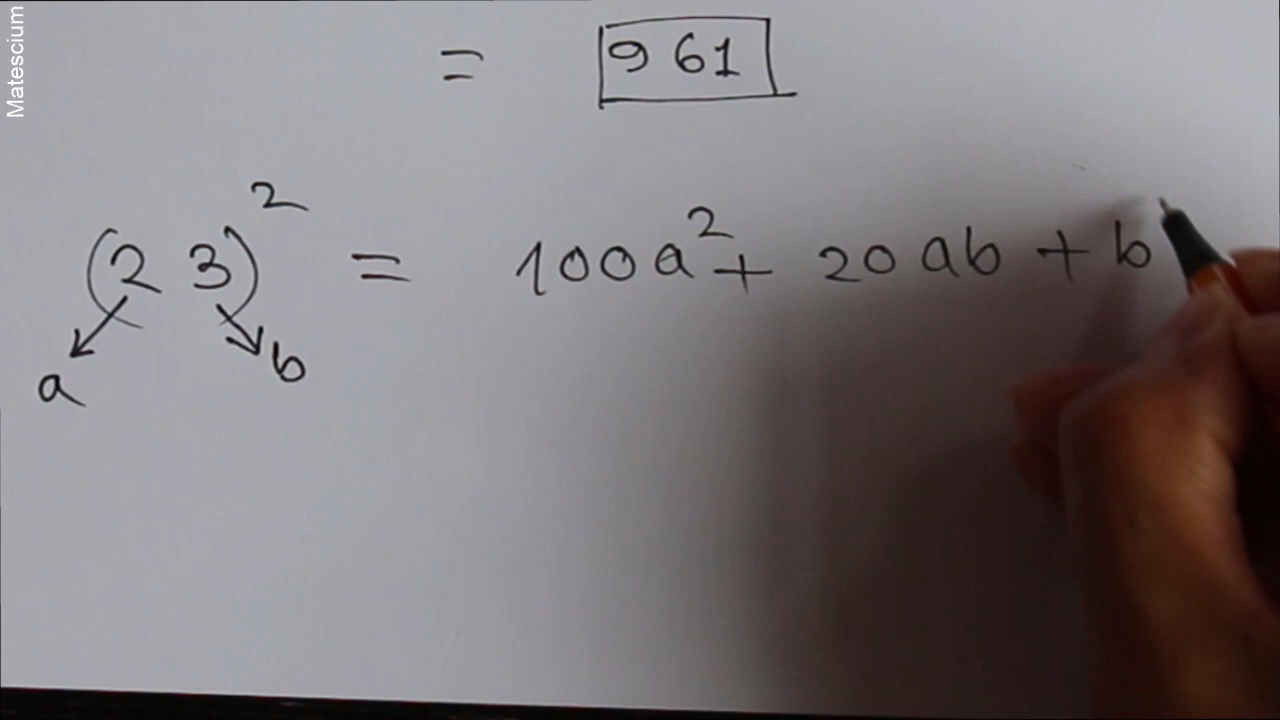 Matescium
= 961
(23)² = 100a² + 20ab + b
a b